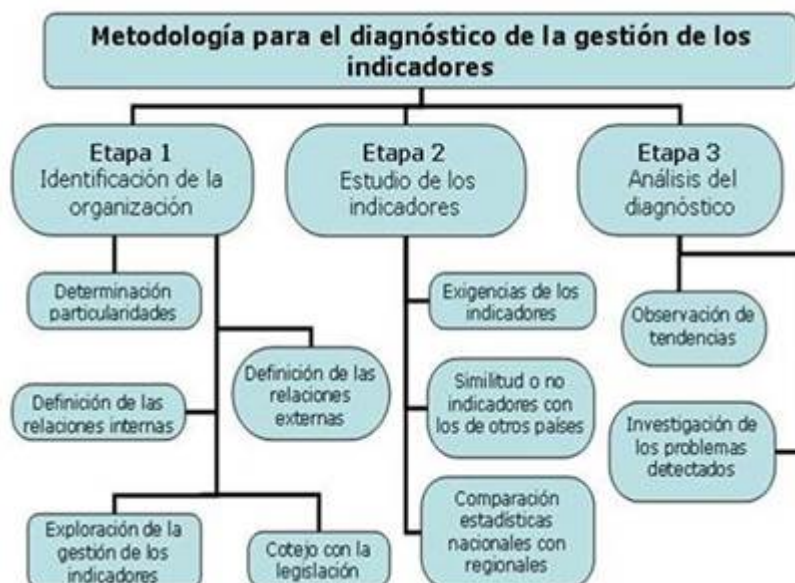 Metodología para el diagnóstico de la gestión de los
indicadores
Etapa 1
Identificación de la
organización
Etapa 2
Estudio de los
indicadores
Etapa 3
Análisis del
diagnóstico
Determinación
particularidades
Definición de las
relaciones externas
Definición de las
relaciones internas
Exploración de la
gestión de los
indicadores
Cotejo con la
legislación
Exigencias de los
indicadores
Similitud o no
indicadores con
los de otros países
Comparación
estadísticas
nacionales con
regionales
Observación de
tendencias
Investigación de
los problemas
detectados